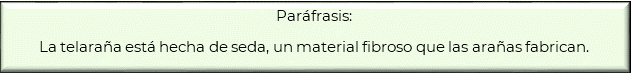 Paráfrasis:
La telaraña está hecha de seda, un material fibroso que las arañas fabrican.